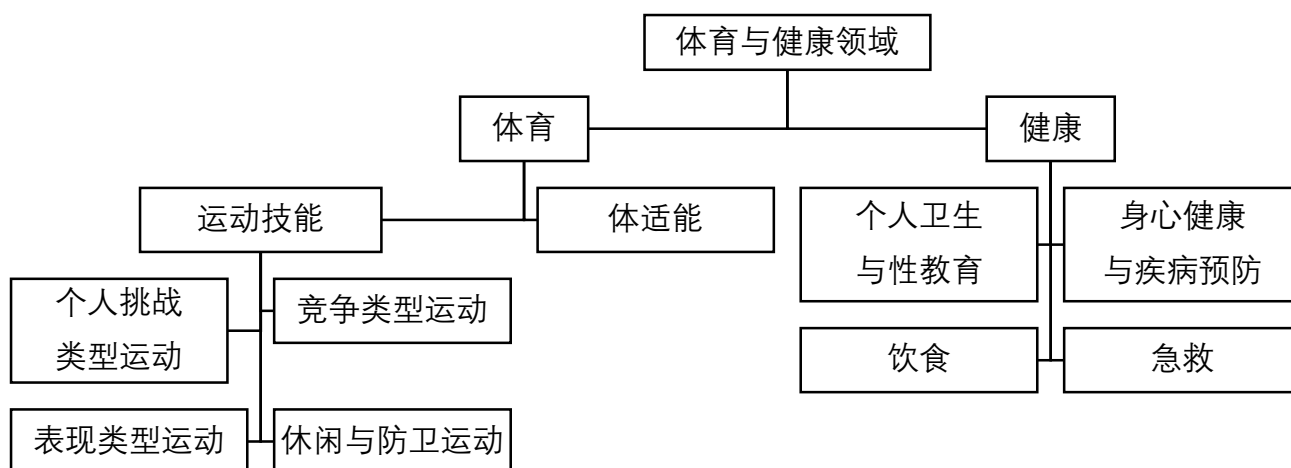 体育与健康领域
体育
健康
运动技能
体适能
个人卫生
与性教育
身心健康
与疾病预防
个人挑战
类型运动
竞争类型运动
饮食
急救
表现类型运动
休闲与防卫运动